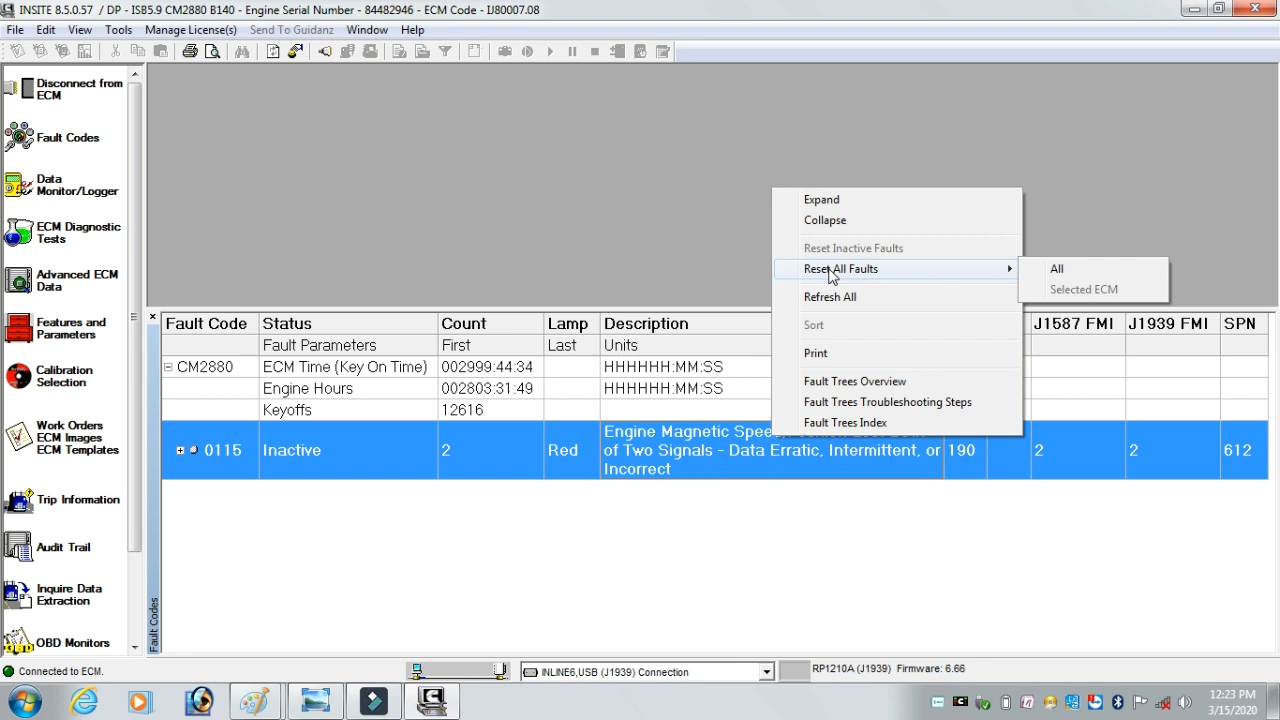 INSITE 8.5.0.57 / DP - ISB5.9 CM2880 B140 - Engine Serial Number - 84482946 - ECM Code - IJ80007.08
File Edit View Tools Manage License(s) Send To Guidanz Window Help
Disconnect from
ECM
Fault Codes
Data
Monitor/Logger
ECM Diagnostic
Tests
Advanced ECM
Data
Features and
Parameters
Calibration
Selection
Work Orders
ECM Images
ECM Templates
Trip Information
Audit Trail
Inquire Data
Extraction
OBD Monitors
Expand
Collapse
Reset Inactive Faults
Reset All Faults
All
Selected ECM
Refresh All
Sort
Print
Fault Trees Overview
Fault Trees Troubleshooting Steps
Fault Trees Index
Fault Codes
Fault Code Status Count Lamp Description J1587 FMI J1939 FMI SPN
Fault Parameters First Last Units
CM2880 ECM Time (Key On Time) 002999:44:34 HHHHHH:MM:SS
Engine Hours 002803:31:49 HHHHHH:MM:SS
Keyoffs 12616
0115 Inactive 2 Red 190 2 2 612
Engine Magnetic Spee
of Two Signals - Data Erratic, Intermittent, or
Incorrect
Connected to ECM.
INLINE6,USB (J1939) Connection
RP1210A (J1939) Firmware: 6.66
12:23 PM
3/15/2020